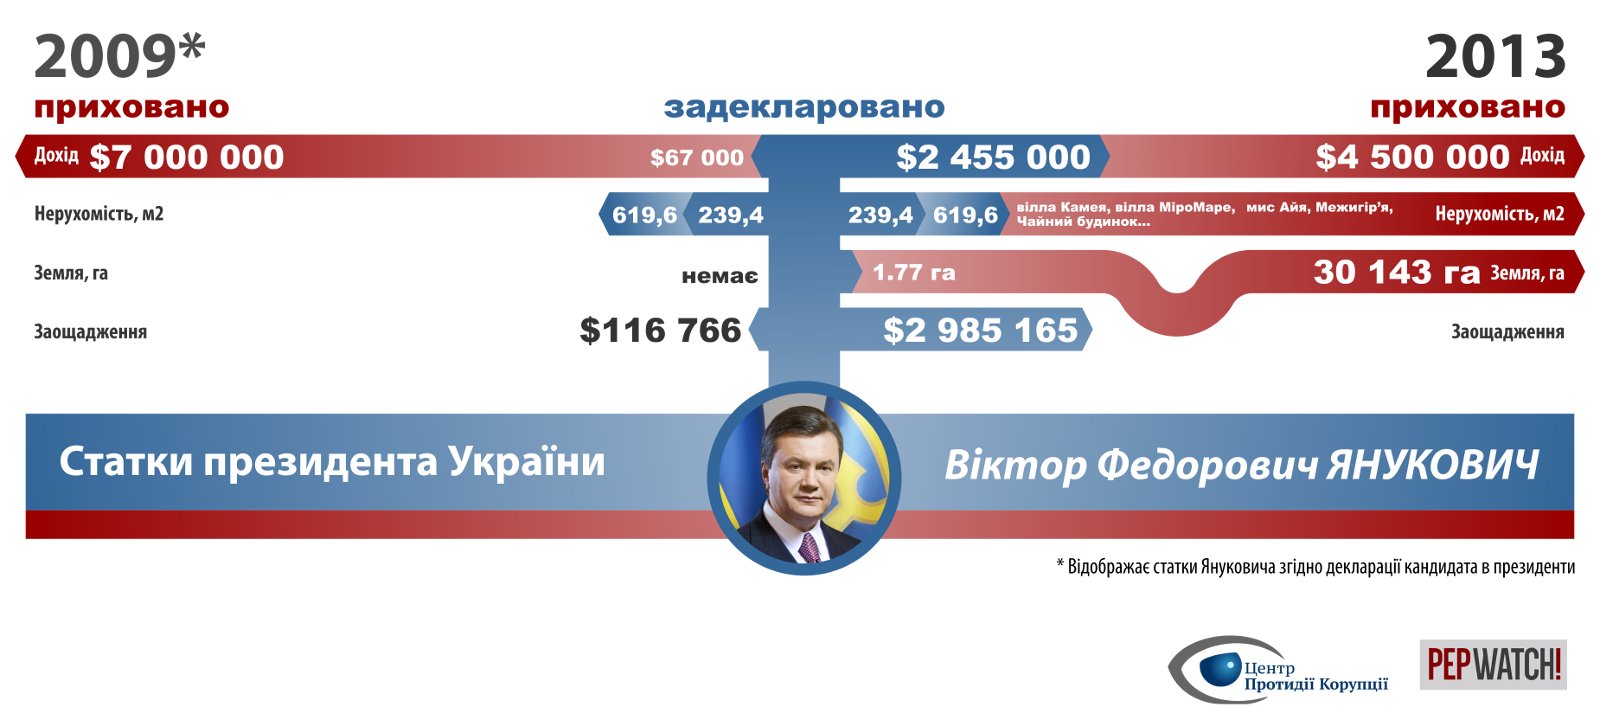 2009*
2013
приховано
задекларовано
приховано
Дохід $7 000 000
$67 000
$2 455 000
$4 500 000 Дохід
Нерухомість, м2
619,6
239,4
239,4
619,6
вілла Камея, вілла МіроМаре, мис Айя, Межигір’я,
Чайний будинок...
Нерухомість, м2
Земля, га
немає
1.77 га
30 143 га Земля, га
Заощадження
$116 766
$2 985 165
Заощадження
Статки президента України
Віктор Федорович ЯНУКОВИЧ
* Відображає статки Януковича згідно декларації кандидата в президенти
Центр
Протидії Корупції
PEPWATCH!